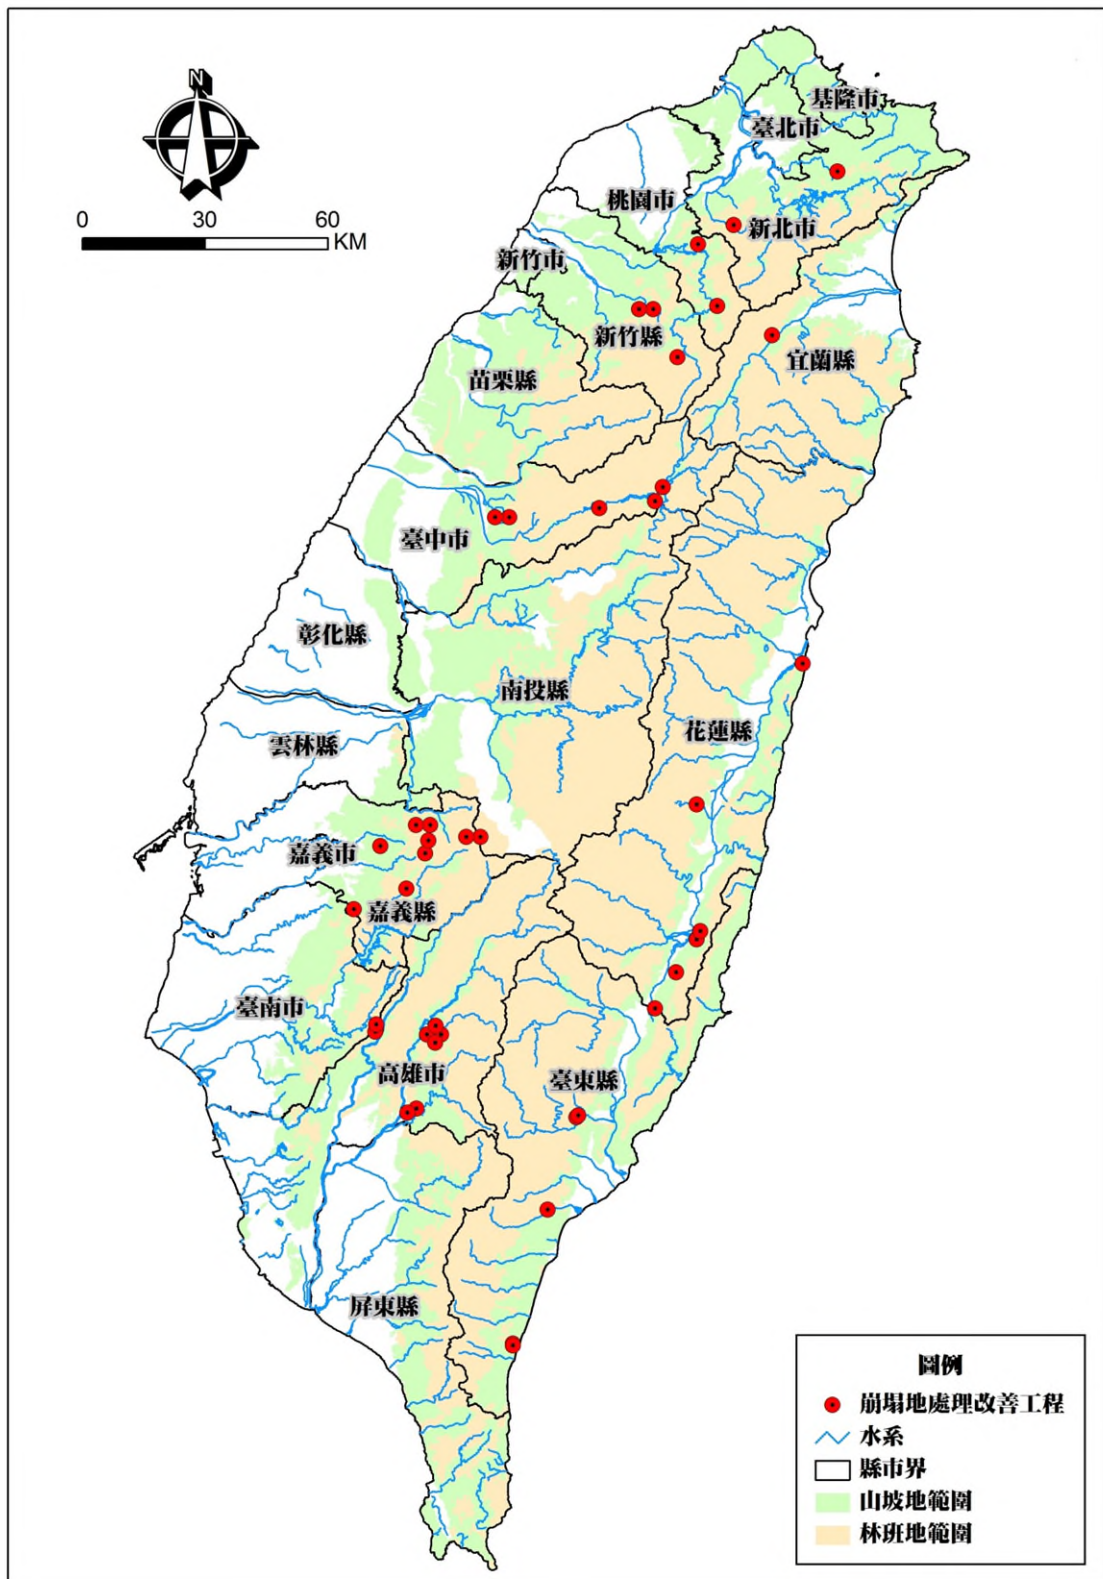 N
0 30 60
KM
基隆市
臺北市
桃園市
新北市
新竹市
新竹縣
宜蘭縣
苗栗縣
臺中市
彰化縣
南投縣
花蓮縣
雲林縣
嘉義市
嘉義縣
臺南市
高雄市
臺東縣
屏東縣
圖例
崩塌地處理改善工程
水系
縣市界
山坡地範圍
林班地範圍